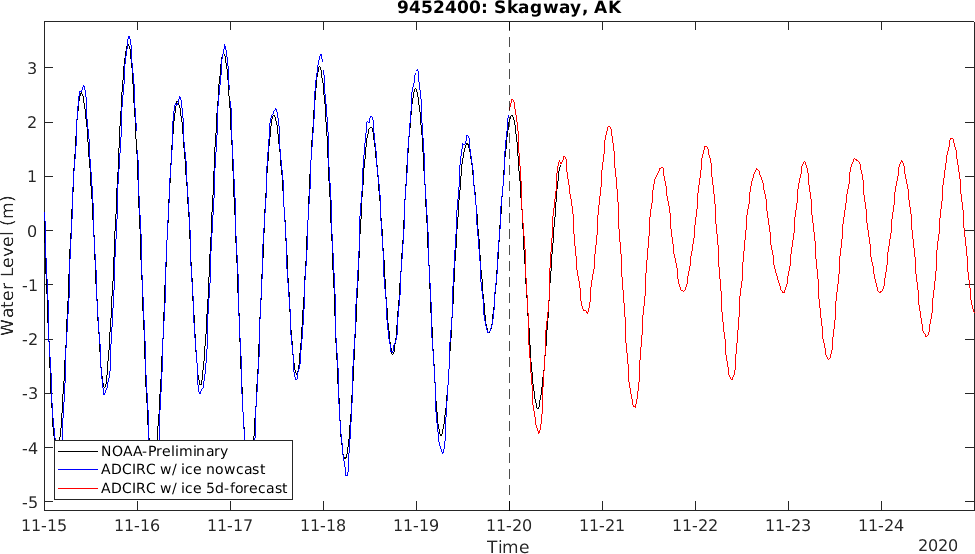 9452400: Skagway, AK
Water Level (m)
3
2
1
0
-1
-2
-3
-4
-5
NOAA-Preliminary
ADCIRC w/ ice nowcast
ADCIRC w/ ice 5d-forecast
11-15 11-16 11-17 11-18 11-19 11-20 11-21 11-22 11-23 11-24
Time
2020